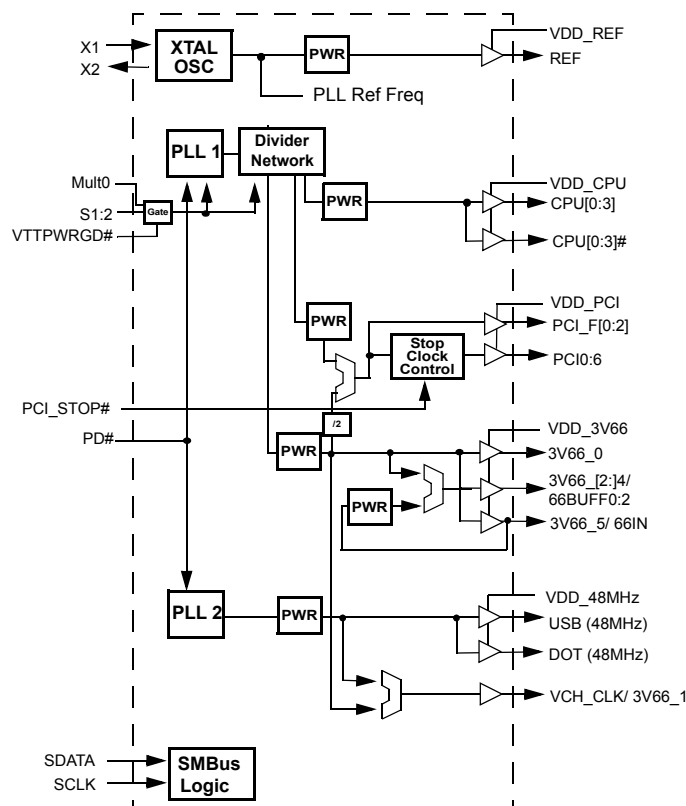 X1
X2
XTAL
OSC
PWR
VDD_REF
REF
PLL Ref Freq
PLL 1
Divider
Network
Mult0
S1:2
Gate
VTTPWRGD#
PWR
VDD_CPU
CPU[0:3]
CPU[0:3]#
PWR
VDD_PCI
PCI_F[0:2]
Stop
Clock
Control
PCI0:6
PCI_STOP#
/2
PD#
PWR
VDD_3V66
3V66_0
3V66_[2:]4/
66BUFF0:2
PWR
3V66_5/ 66IN
PLL 2
PWR
VDD_48MHz
USB (48MHz)
DOT (48MHz)
VCH_CLK/ 3V66_1
SDATA
SCLK
SMBus
Logic